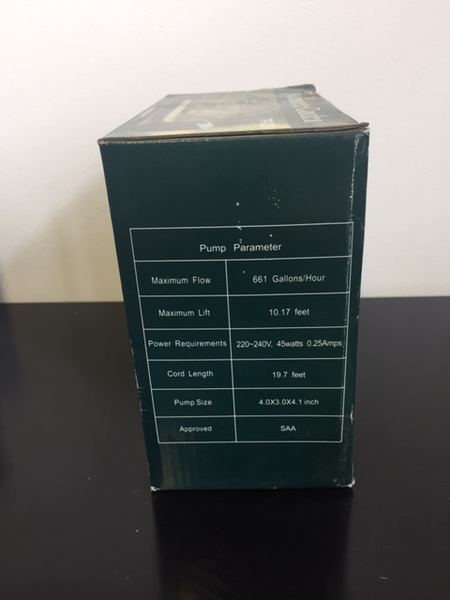 Pump Parameter
Maximum Flow 661 Gallons/Hour
Maximum Lift 10.17 feet
Power Requirements 220~240V, 45watts 0.25Amps
Cord Length 19.7 feet
Pump Size 4.0X3.0X4.1 inch
Approved SAA